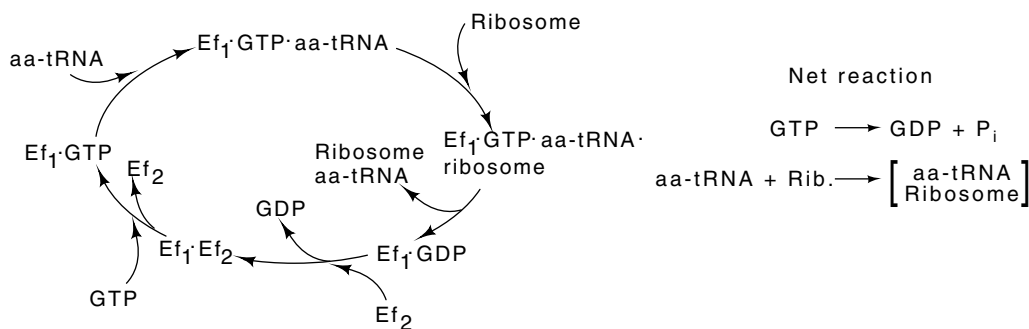 Ribosome
Ef₁·GTP·aa-tRNA
aa-tRNA
Ef₁·GTP·aa-tRNA·
ribosome
Ribosome
aa-tRNA
Ef₁·GTP
Ef₂
GDP
Ef₁·Ef₂
Ef₁·GDP
GTP
Ef₂
Net reaction
GTP → GDP + Pᵢ
aa-tRNA + Rib. → [aa-tRNA
Ribosome]